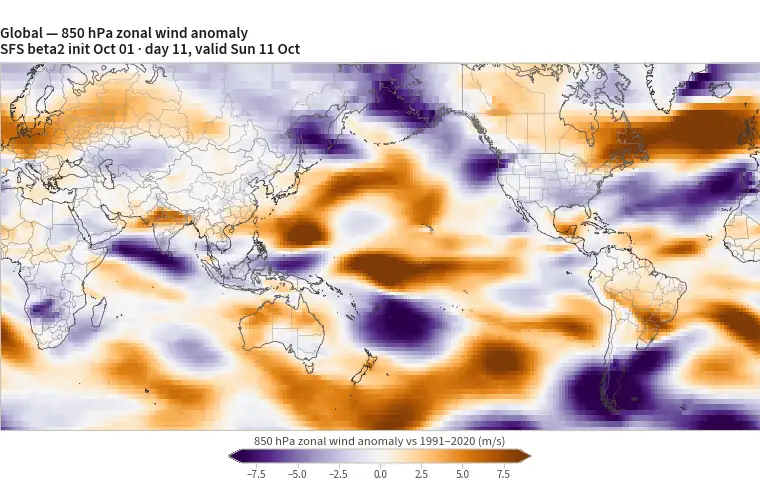 Global — 850 hPa zonal wind anomaly
SFS beta2 init Oct 01 · day 11, valid Sun 11 Oct
850 hPa zonal wind anomaly vs 1991–2020 (m/s)
−7.5 −5.0 −2.5 0.0 2.5 5.0 7.5